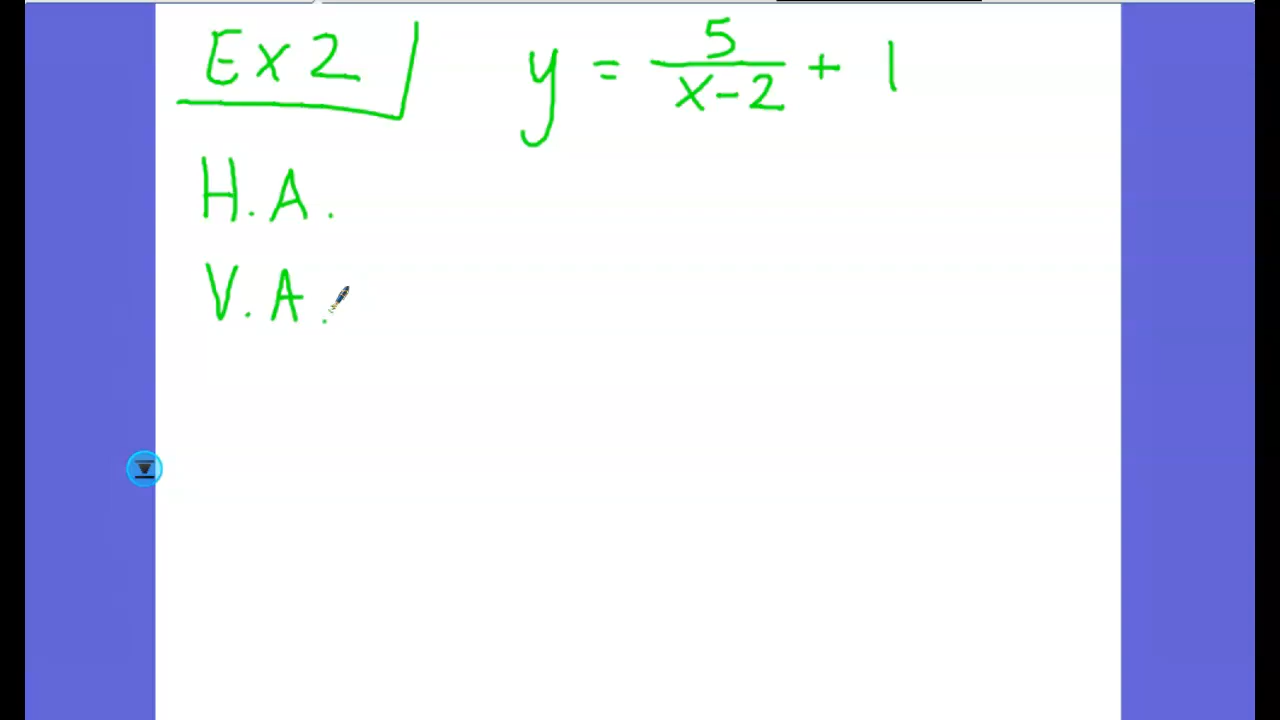 Ex 2 y = 5/(x-2) + 1
H.A.
V.A.